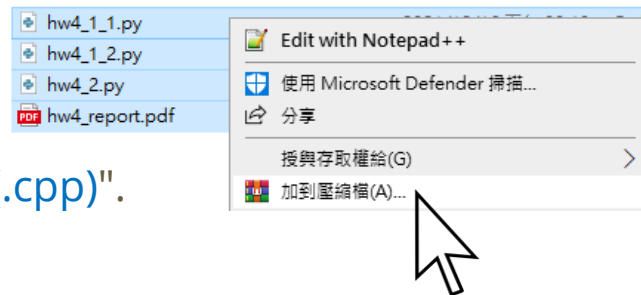 hw4_1_1.py
hw4_1_2.py
hw4_2.py
hw4_report.pdf
PDF
.cpp)".
Edit with Notepad++
使用 Microsoft Defender 掃描...
分享
授與存取權給(G)
加到壓縮檔(A)...